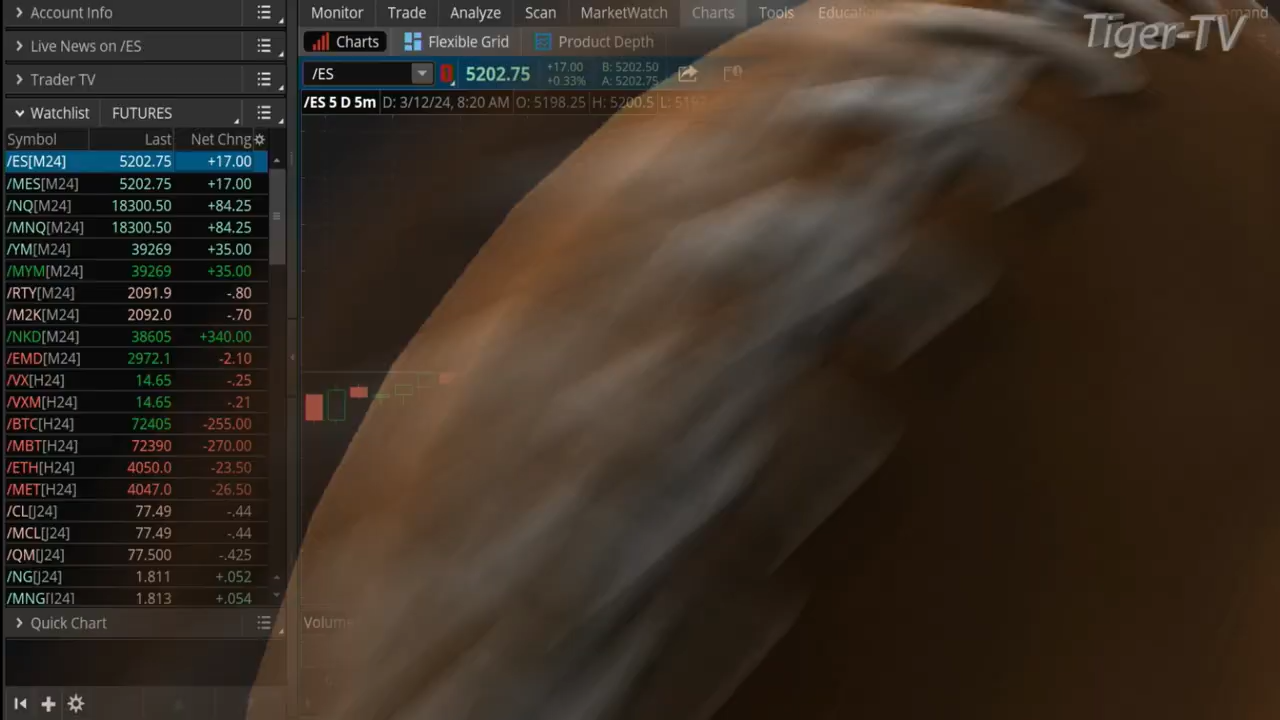 Account Info
Live News on /ES
Trader TV
Watchlist FUTURES
Symbol Last Net Chng
/ES[M24] 5202.75 +17.00
/MES[M24] 5202.75 +17.00
/NQ[M24] 18300.50 +84.25
/MNQ[M24] 18300.50 +84.25
/YM[M24] 39269 +35.00
/MYM[M24] 39269 +35.00
/RTY[M24] 2091.9 -.80
/M2K[M24] 2092.0 -.70
/NKD[M24] 38605 +340.00
/EMD[M24] 2972.1 -2.10
/VX[H24] 14.65 -.25
/VXM[H24] 14.65 -.21
/BTC[H24] 72405 -255.00
/MBT[H24] 72390 -270.00
/ETH[H24] 4050.0 -23.50
/MET[H24] 4047.0 -26.50
/CL[J24] 77.49 -.44
/MCL[J24] 77.49 -.44
/QM[J24] 77.500 -.425
/NG[J24] 1.811 +.052
/MNG[J24] 1.813 +.054
Quick Chart
Monitor Trade Analyze Scan MarketWatch Charts Tools Education
Tiger-TV
Charts Flexible Grid Product Depth
/ES 5202.75 +17.00 +0.33% B: 5202.50 A: 5202.75
/ES 5 D 5m D: 3/12/24, 8:20 AM O: 5198.25 H: 5200.5 L: 5197
Volume